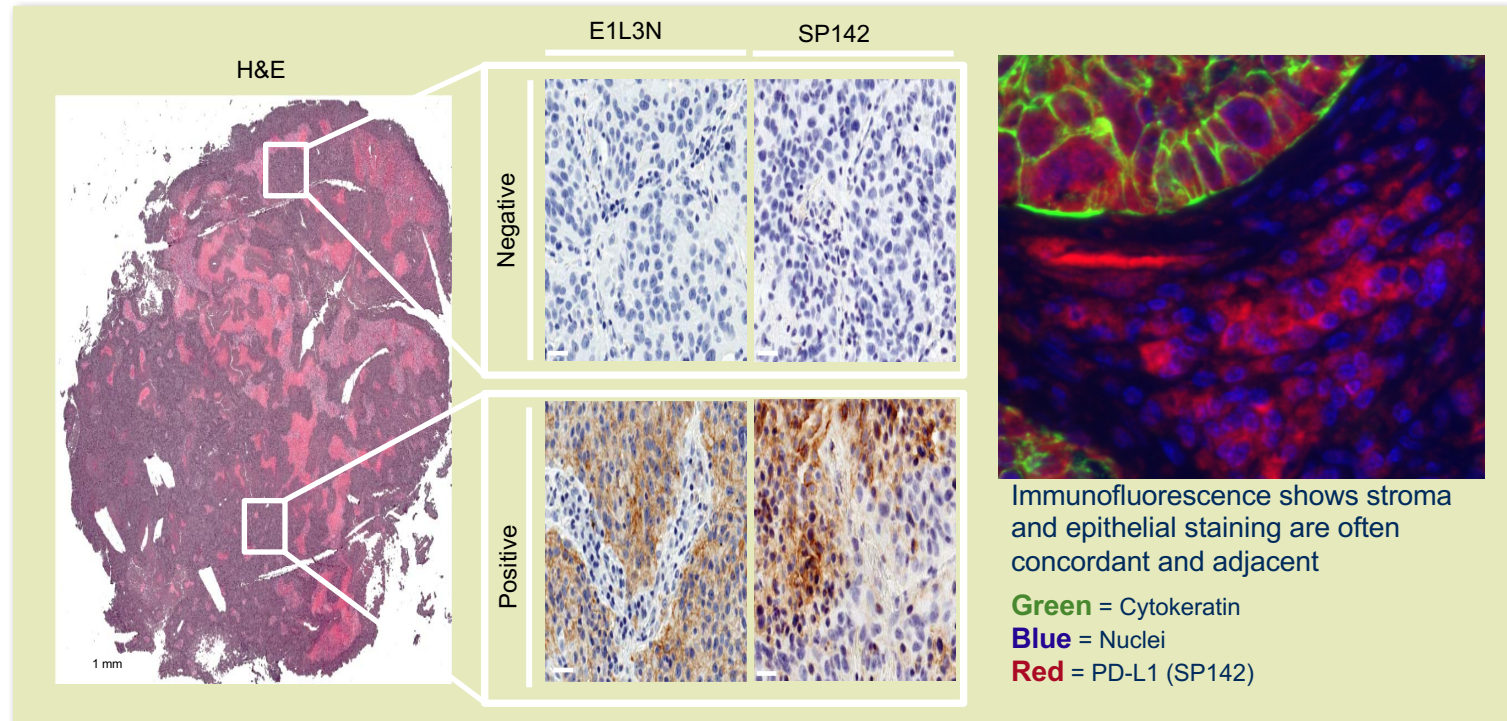 H&E
1 mm
E1L3N
SP142
Negative
Positive
Immunofluorescence shows stroma
and epithelial staining are often
concordant and adjacent
Green = Cytokeratin
Blue = Nuclei
Red = PD-L1 (SP142)